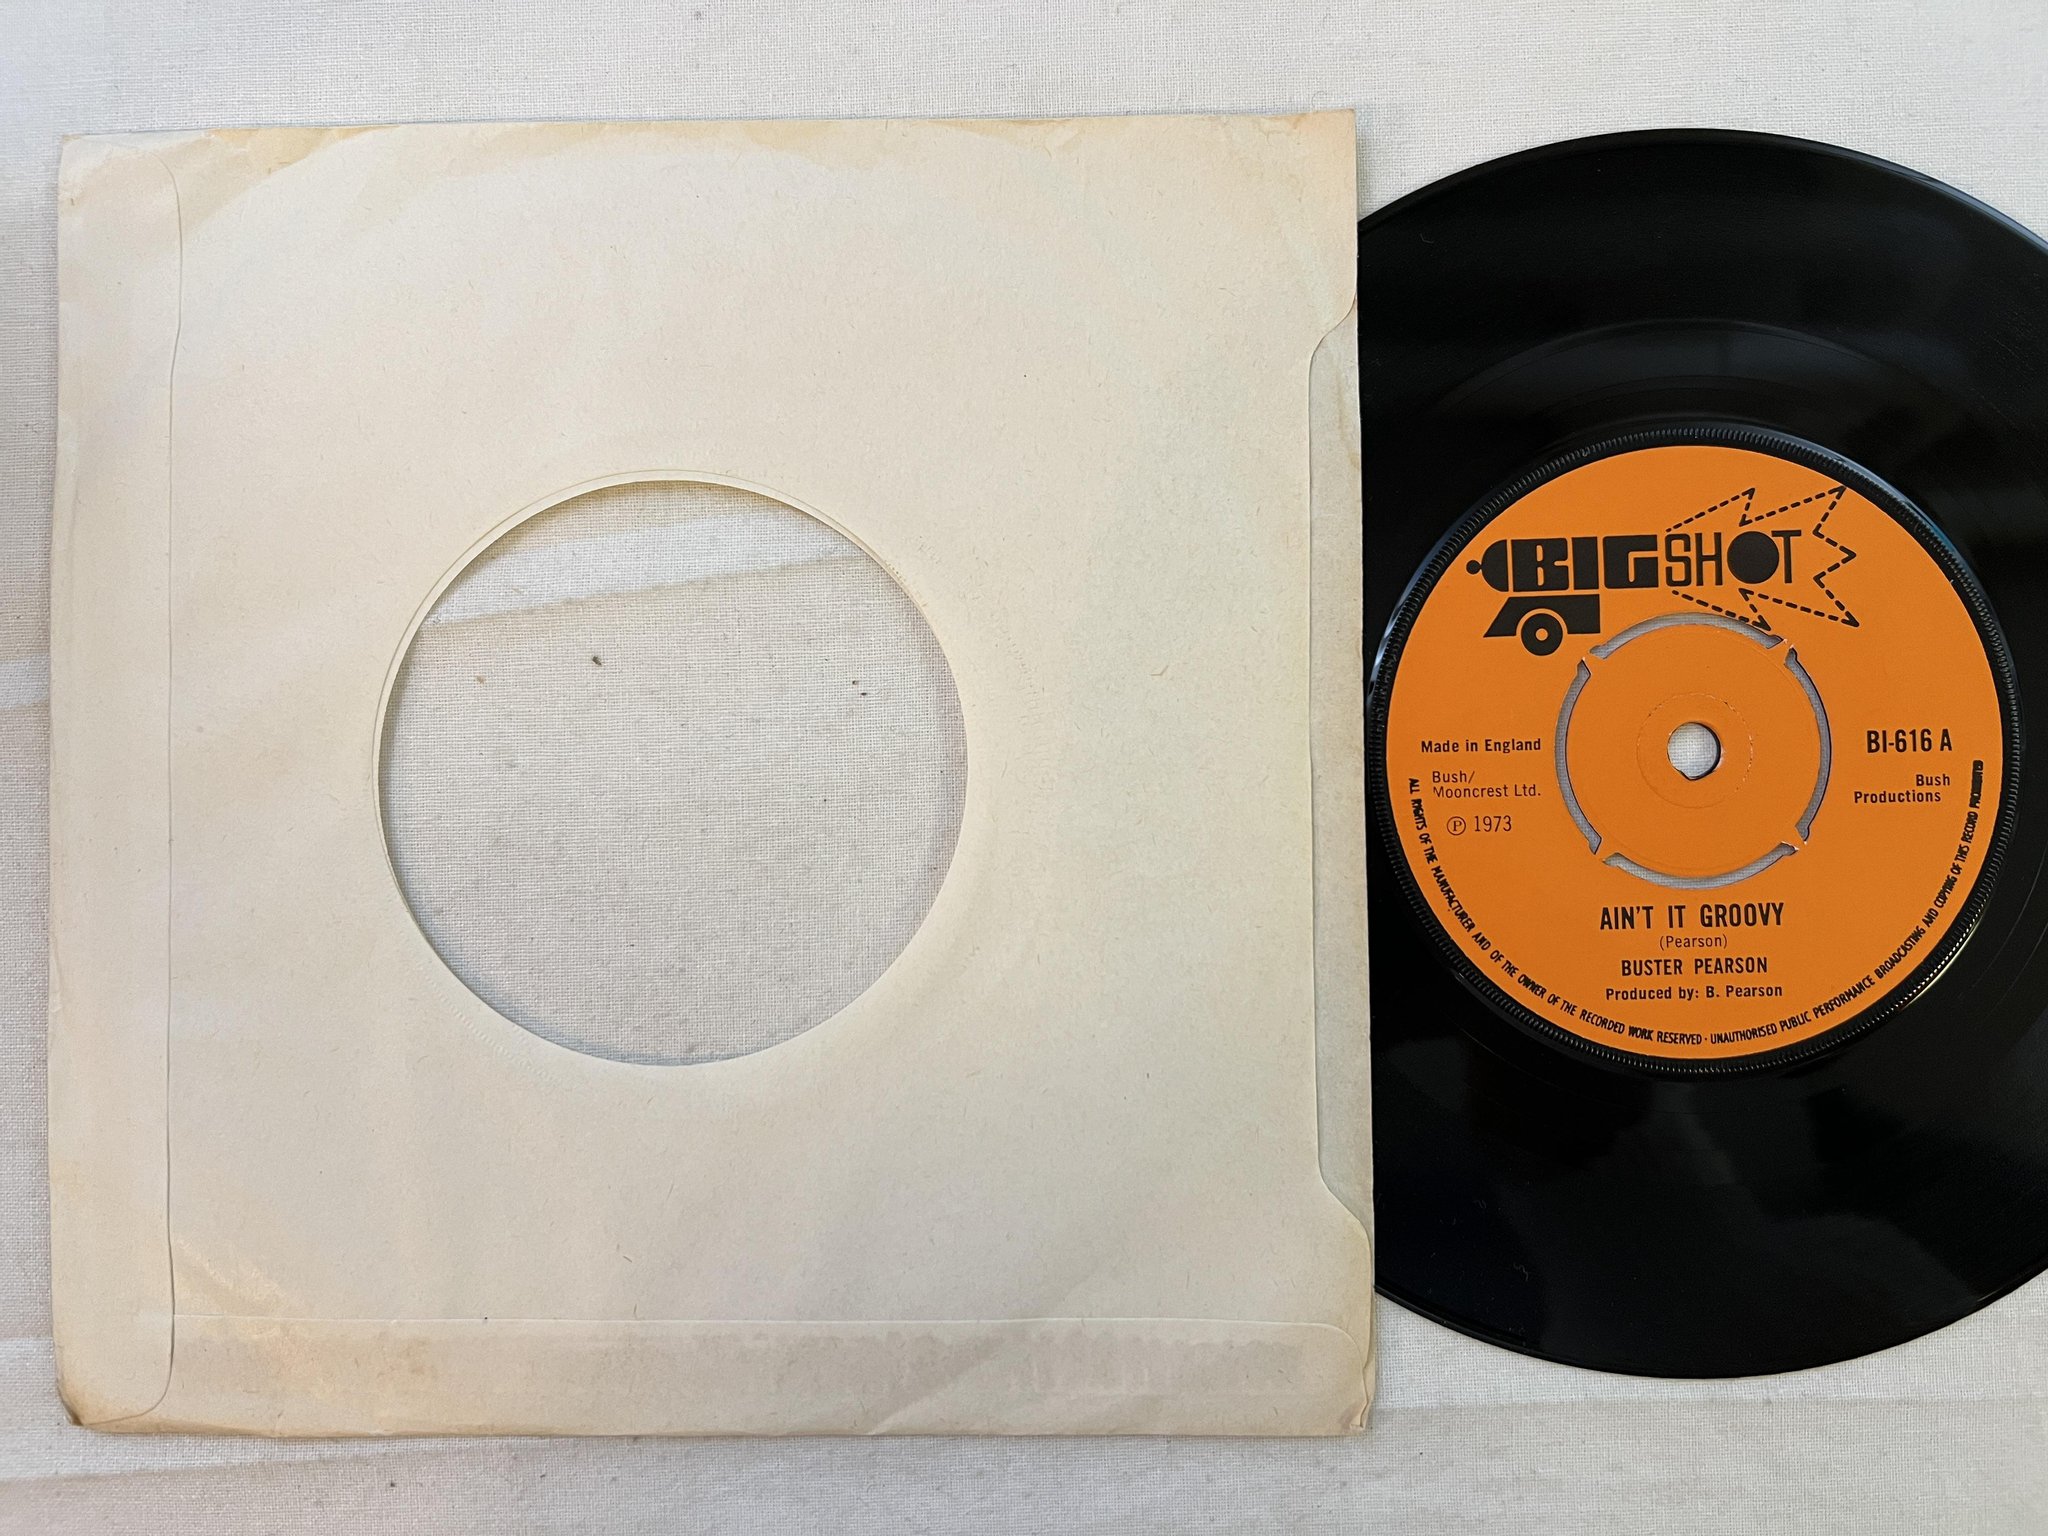 BIGSHOT
Made in England
BI-616 A
Bush/
Mooncrest Ltd.
Bush
Productions
Ⓟ 1973
AIN'T IT GROOVY
(Pearson)
BUSTER PEARSON
Produced by: B. Pearson
ALL RIGHTS OF THE MANUFACTURER AND OF THE OWNER OF THE RECORDED WORK RESERVED · UNAUTHORISED PUBLIC PERFORMANCE BROADCASTING AND COPYING OF THIS RECORD PROHIBITED